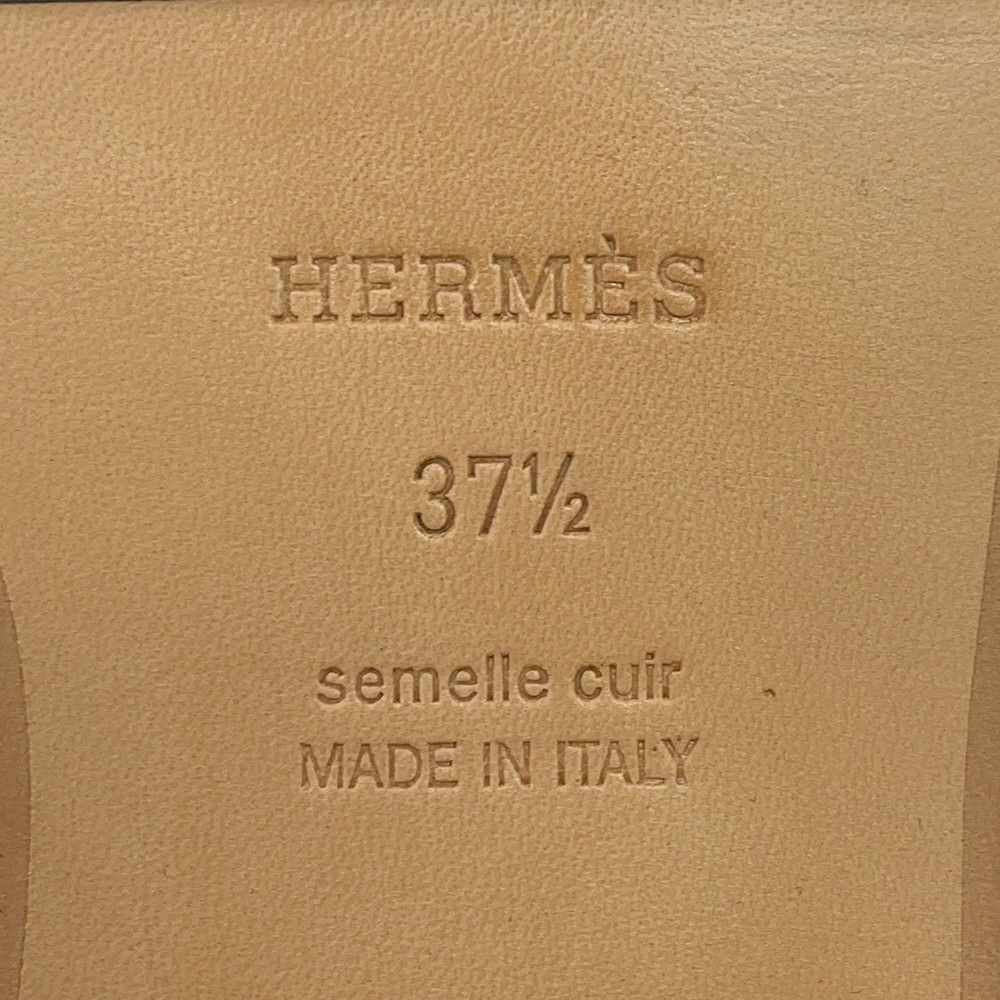 HERMÈS
37½
semelle cuir
MADE IN ITALY